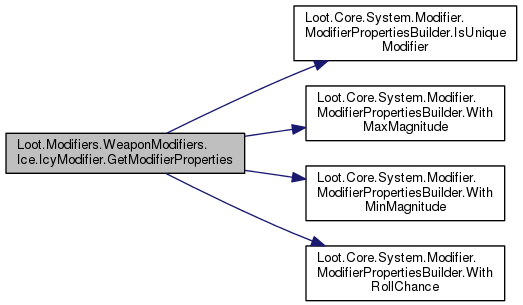 Loot.Core.System.Modifier.
ModifierPropertiesBuilder.IsUnique
Modifier
Loot.Core.System.Modifier.
ModifierPropertiesBuilder.With
MaxMagnitude
Loot.Modifiers.WeaponModifiers.
Ice.IcyModifier.GetModifierProperties
Loot.Core.System.Modifier.
ModifierPropertiesBuilder.With
MinMagnitude
Loot.Core.System.Modifier.
ModifierPropertiesBuilder.With
RollChance